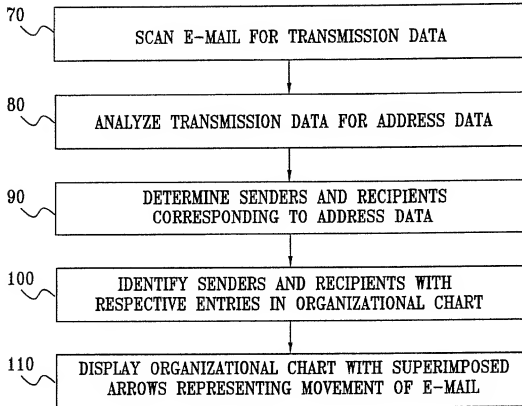 70
SCAN E-MAIL FOR TRANSMISSION DATA
80
ANALYZE TRANSMISSION DATA FOR ADDRESS DATA
90
DETERMINE SENDERS AND RECIPIENTS
CORRESPONDING TO ADDRESS DATA
100
IDENTIFY SENDERS AND RECIPIENTS WITH
RESPECTIVE ENTRIES IN ORGANIZATIONAL CHART
110
DISPLAY ORGANIZATIONAL CHART WITH SUPERIMPOSED
ARROWS REPRESENTING MOVEMENT OF E-MAIL